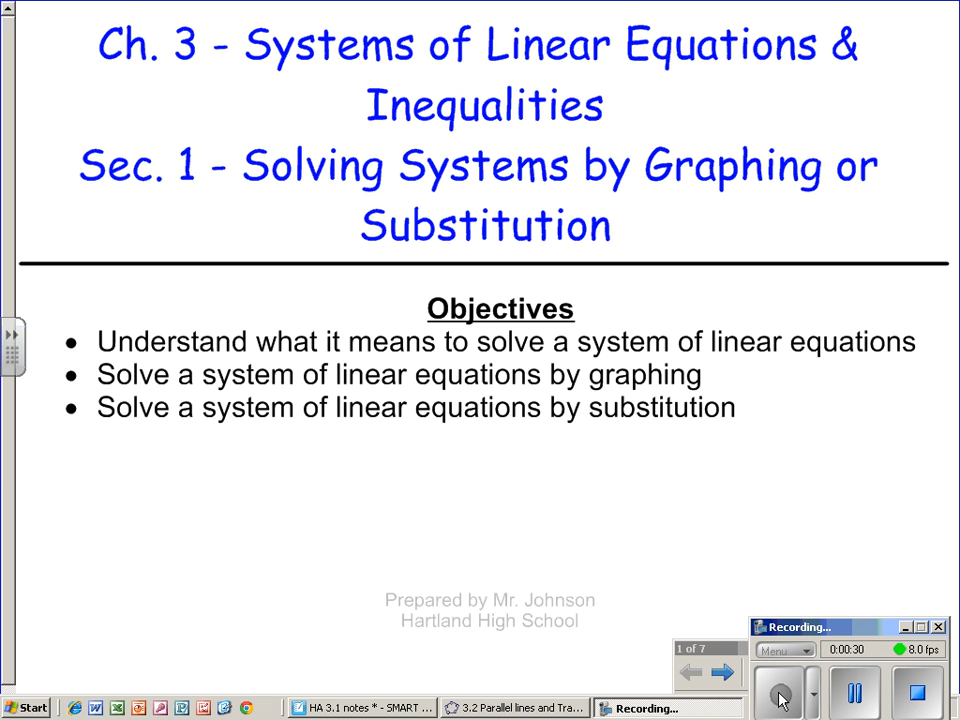 Ch. 3 - Systems of Linear Equations &
Inequalities
Sec. 1 - Solving Systems by Graphing or
Substitution
Objectives
• Understand what it means to solve a system of linear equations
• Solve a system of linear equations by graphing
• Solve a system of linear equations by substitution
Prepared by Mr. Johnson
Hartland High School
1 of 7
Recording...
Menu
0:00:30
8.0 fps
Start
HA 3.1 notes * - SMART ...
3.2 Parallel lines and Tra...
Recording...